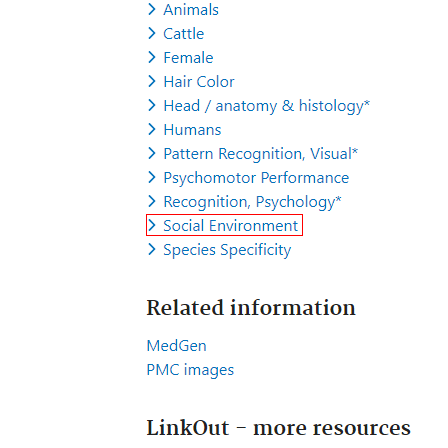 Animals
Cattle
Female
Hair Color
Head / anatomy & histology*
Humans
Pattern Recognition, Visual*
Psychomotor Performance
Recognition, Psychology*
Social Environment
Species Specificity
Related information
MedGen
PMC images
LinkOut - more resources